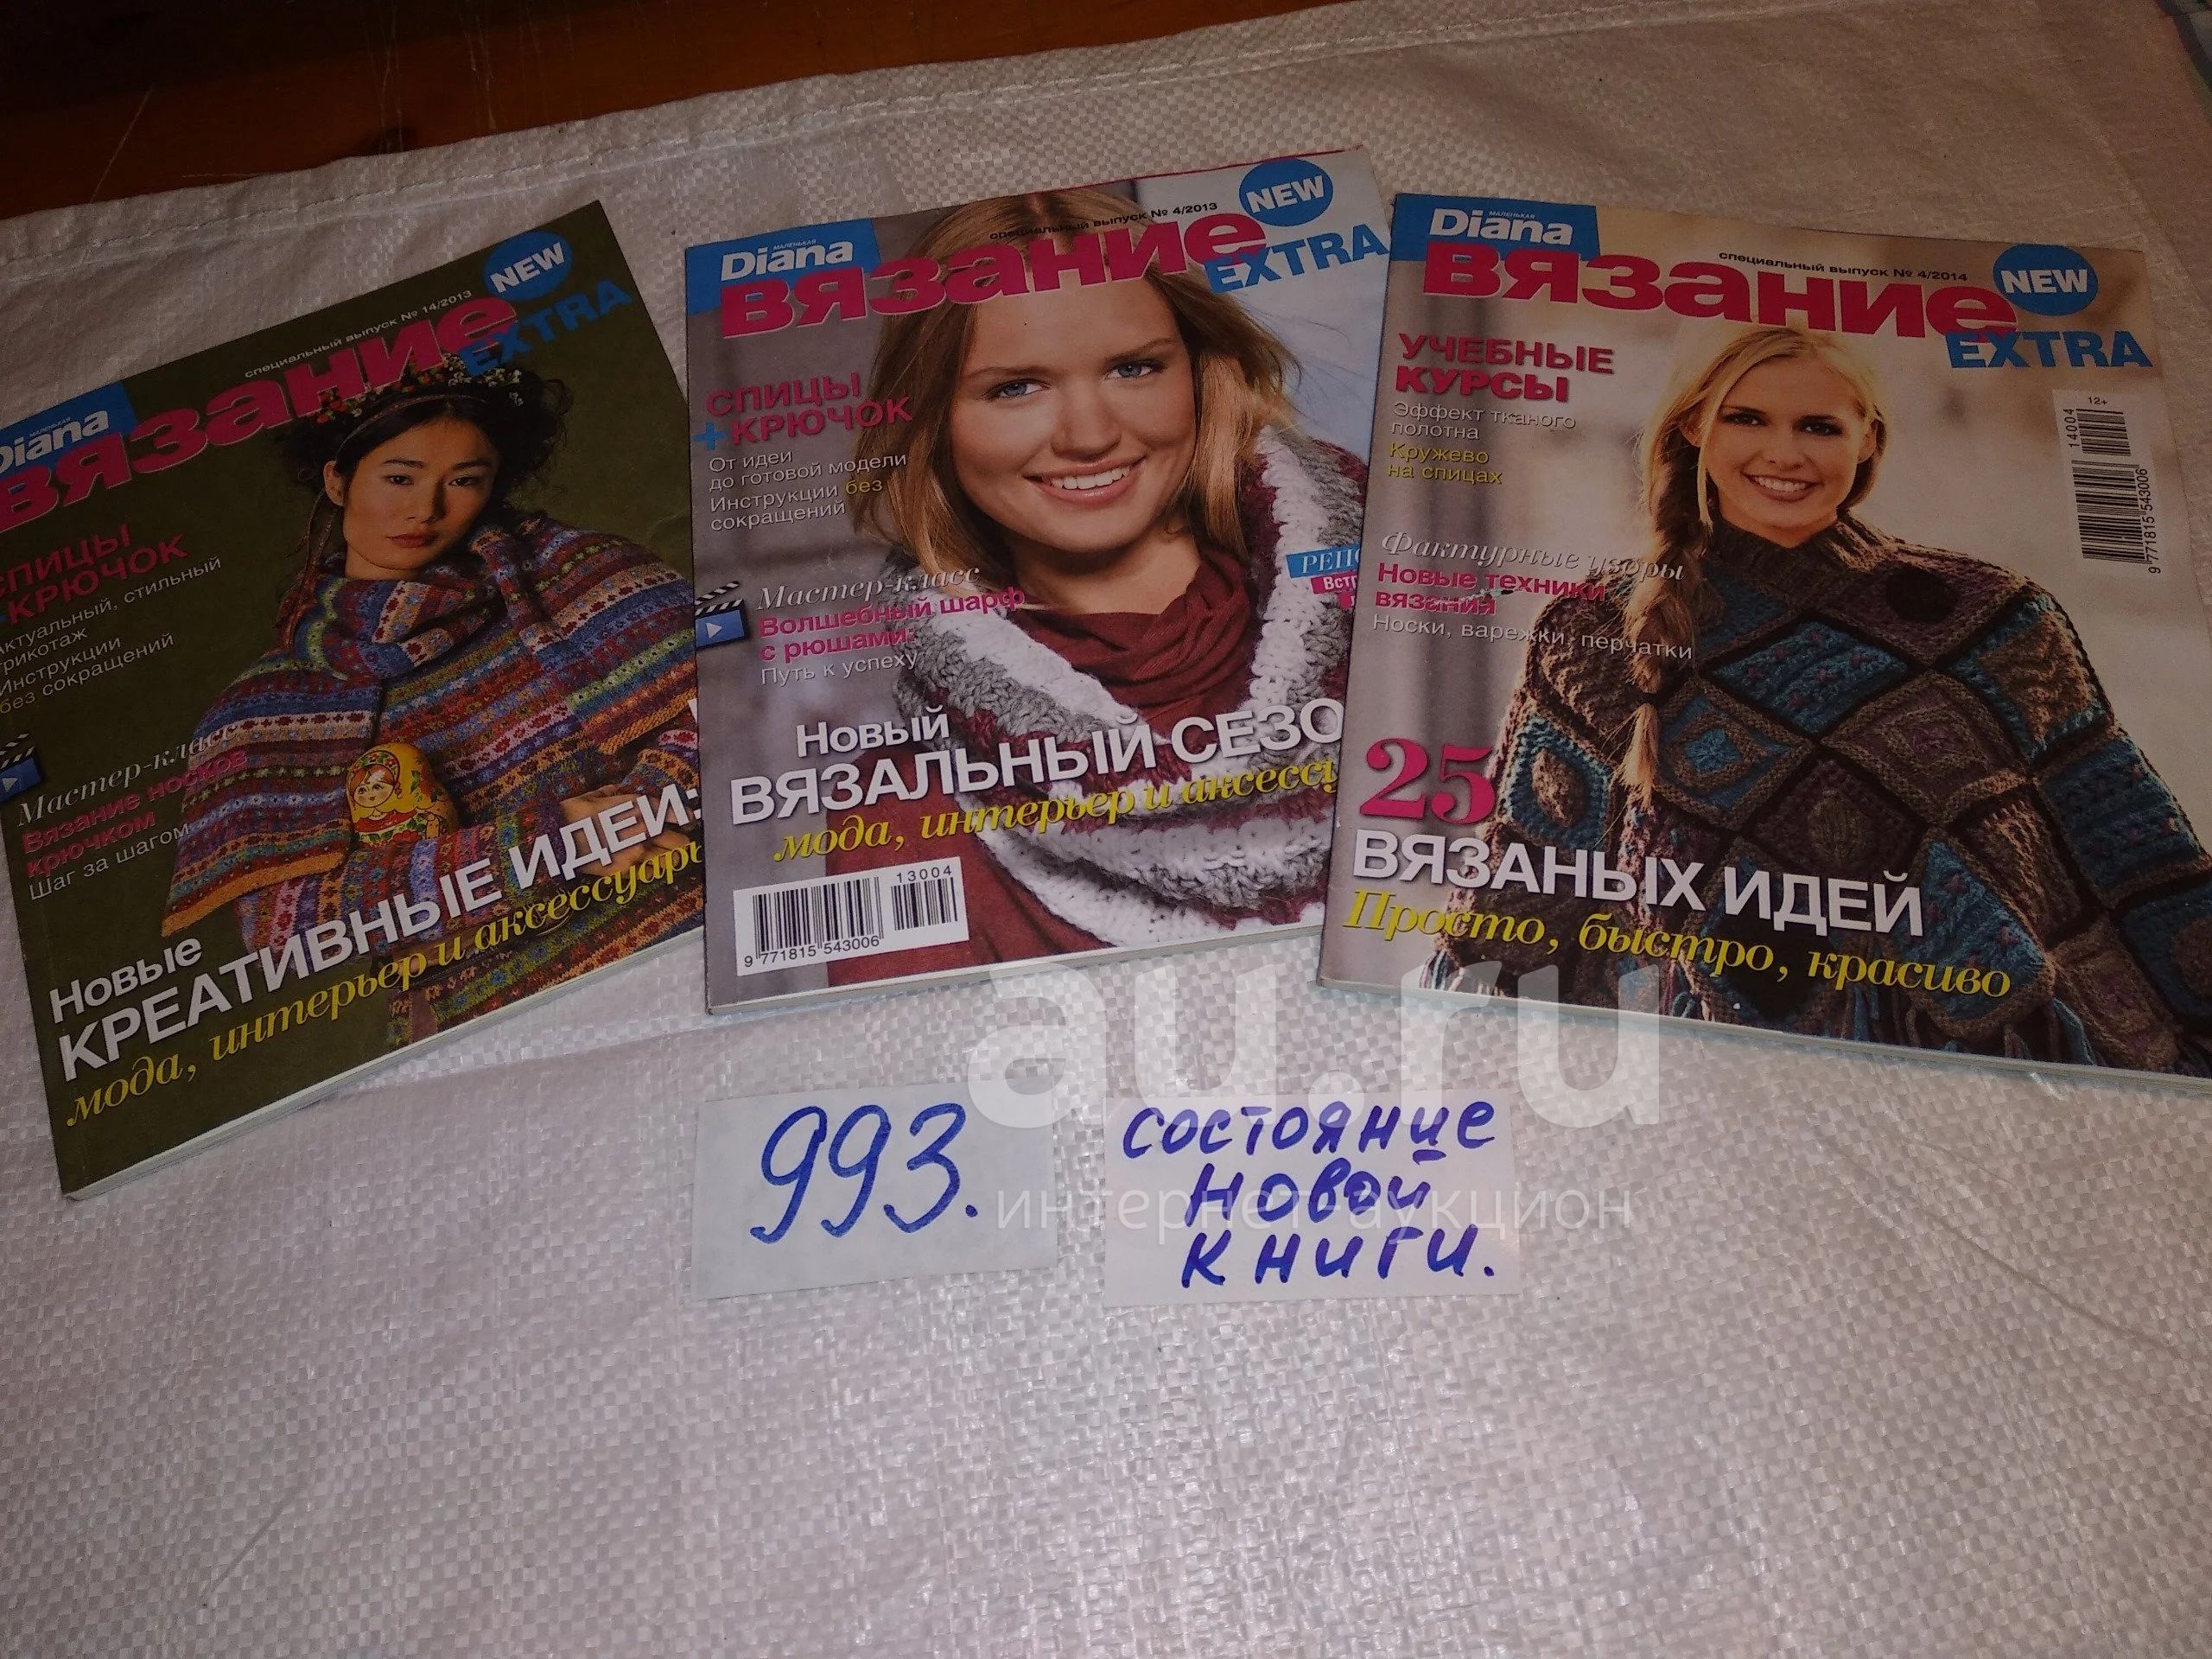 специальный выпуск № 14/2013
NEW
маленькая
Diana
вязание
EXTRA
СПИЦЫ
+КРЮЧОК
Актуальный, стильный
трикотаж
Инструкции
без сокращений
Мастер-класс
Вязание носков
крючком
Шаг за шагом
Новые
КРЕАТИВНЫЕ ИДЕИ:
мода, интерьер и аксессуары
специальный выпуск № 4/2013
NEW
маленькая
Diana
вязание
EXTRA
СПИЦЫ
+КРЮЧОК
От идеи
до готовой модели
Инструкции без
сокращений
Мастер-класс
Волшебный шарф
с рюшами:
Путь к успеху
РЕПО
Встр
Новый
ВЯЗАЛЬНЫЙ СЕЗО
мода, интерьер и аксессу
13004
9 771815 543006
маленькая
Diana
специальный выпуск № 4/2014
NEW
вязание
EXTRA
УЧЕБНЫЕ
КУРСЫ
Эффект тканого
полотна
Кружево
на спицах
12+
14004
9 771815 543006
Фактурные узоры
Новые техники
вязания
Носки, варежки, перчатки
25
ВЯЗАНЫХ ИДЕЙ
Просто, быстро, красиво
au.ru
интернет-аукцион
993.
состояние
новой
книги.